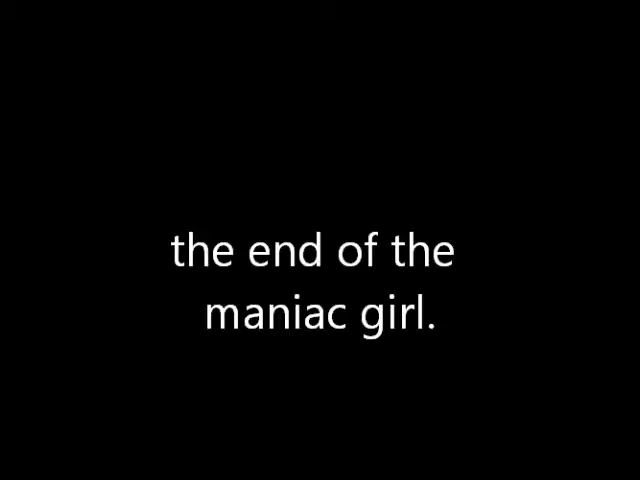 the end of the
maniac girl.